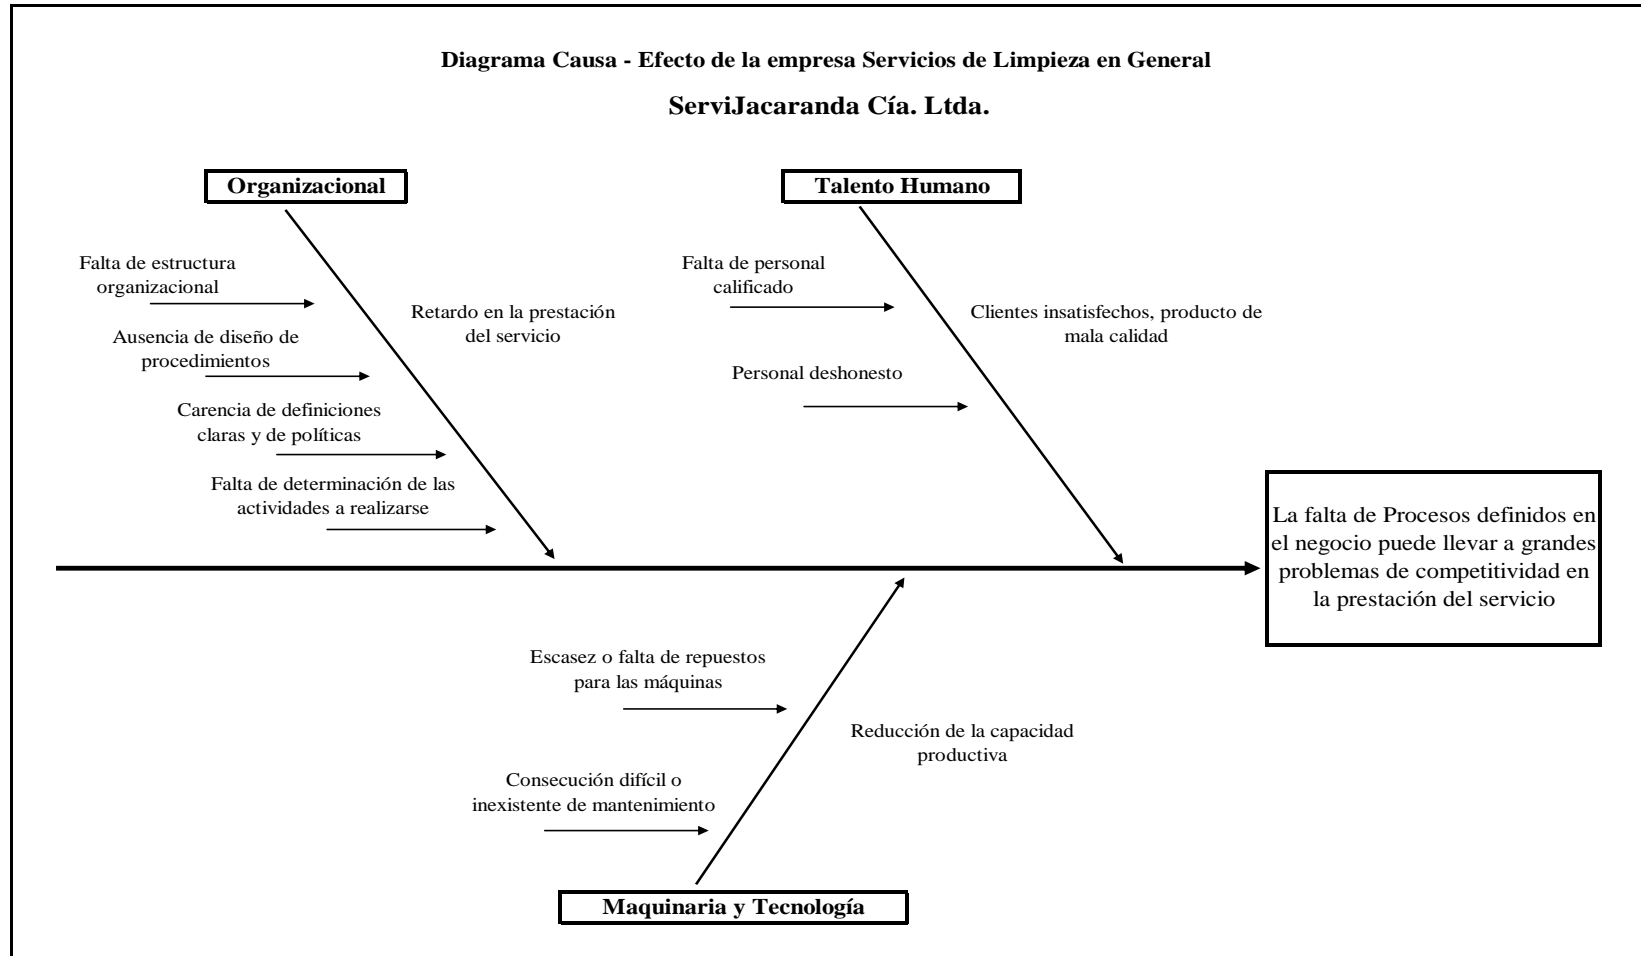 Diagrama Causa - Efecto de la empresa Servicios de Limpieza en General
ServiJacaranda Cía. Ltda.
Organizacional
Falta de estructura
organizacional
Ausencia de diseño de
procedimientos
Carencia de definiciones
claras y de políticas
Falta de determinación de las
actividades a realizarse
Retardo en la prestación
del servicio
Talento Humano
Falta de personal
calificado
Personal deshonesto
Clientes insatisfechos, producto de
mala calidad
La falta de Procesos definidos en
el negocio puede llevar a grandes
problemas de competitividad en
la prestación del servicio
Escasez o falta de repuestos
para las máquinas
Consecución difícil o
inexistente de mantenimiento
Reducción de la capacidad
productiva
Maquinaria y Tecnología